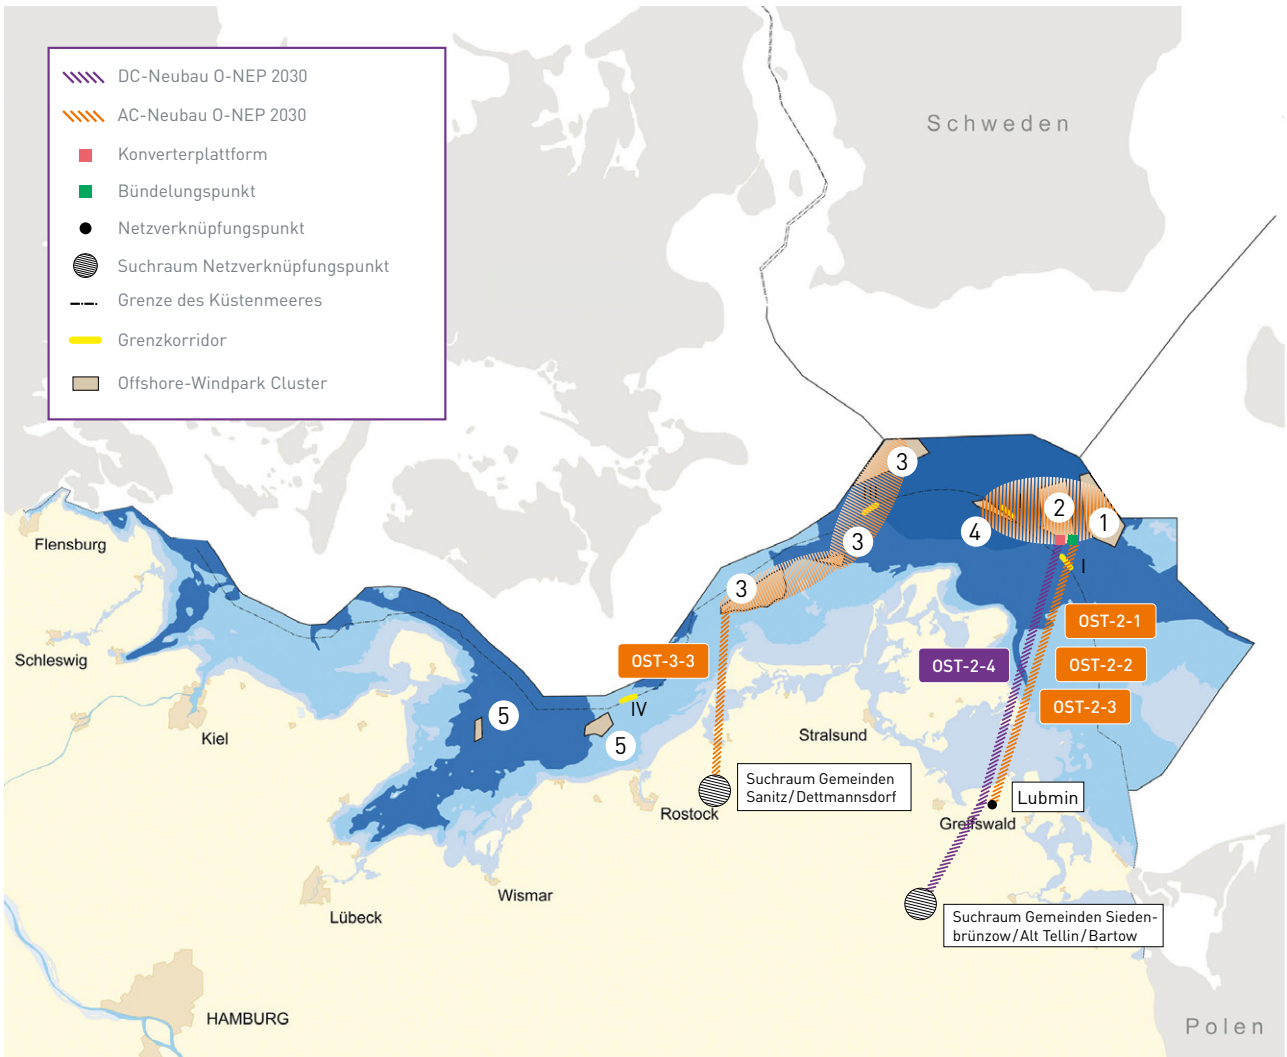 DC-Neubau O-NEP 2030
AC-Neubau O-NEP 2030
Konverterplattform
Bündelungspunkt
Netzverknüpfungspunkt
Suchraum Netzverknüpfungspunkt
Grenze des Küstenmeeres
Grenzkorridor
Offshore-Windpark Cluster
Schweden
3
3
3
4
2
1
I
Flensburg
Schleswig
Kiel
OST-3-3
OST-2-1
OST-2-2
OST-2-3
OST-2-4
IV
5
5
Stralsund
Suchraum Gemeinden
Sanitz/Dettmannsdorf
Rostock
Lubmin
Greifswald
Wismar
Lübeck
Suchraum Gemeinden Sieden-
brünzow/Alt Tellin/Bartow
HAMBURG
Polen